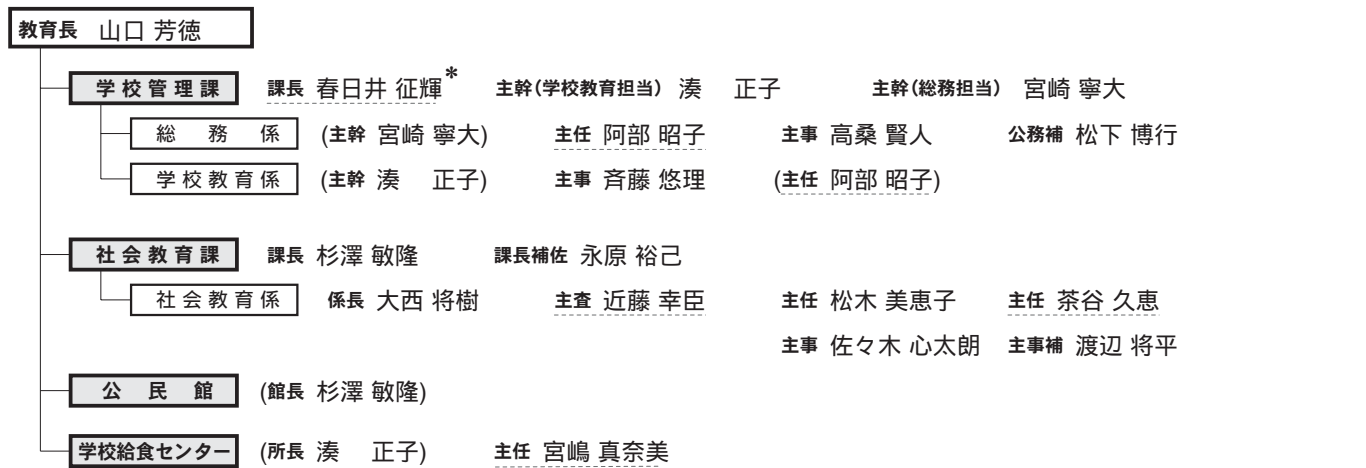 教育長 山口 芳徳
学校管理課 課長 春日井 征輝* 主幹(学校教育担当) 湊 正子 主幹(総務担当) 宮崎 寧大
総務係 (主幹 宮崎 寧大) 主任 阿部 昭子 主事 高桑 賢人 公務補 松下 博行
学校教育係 (主幹 湊 正子) 主事 斉藤 悠理 (主任 阿部 昭子)
社会教育課 課長 杉澤 敏隆 課長補佐 永原 裕己
社会教育係 係長 大西 将樹 主査 近藤 幸臣 主任 松木 美恵子 主任 茶谷 久恵
主事 佐々木 心太朗 主事補 渡辺 将平
公民館 (館長 杉澤 敏隆)
学校給食センター (所長 湊 正子) 主任 宮嶋 真奈美